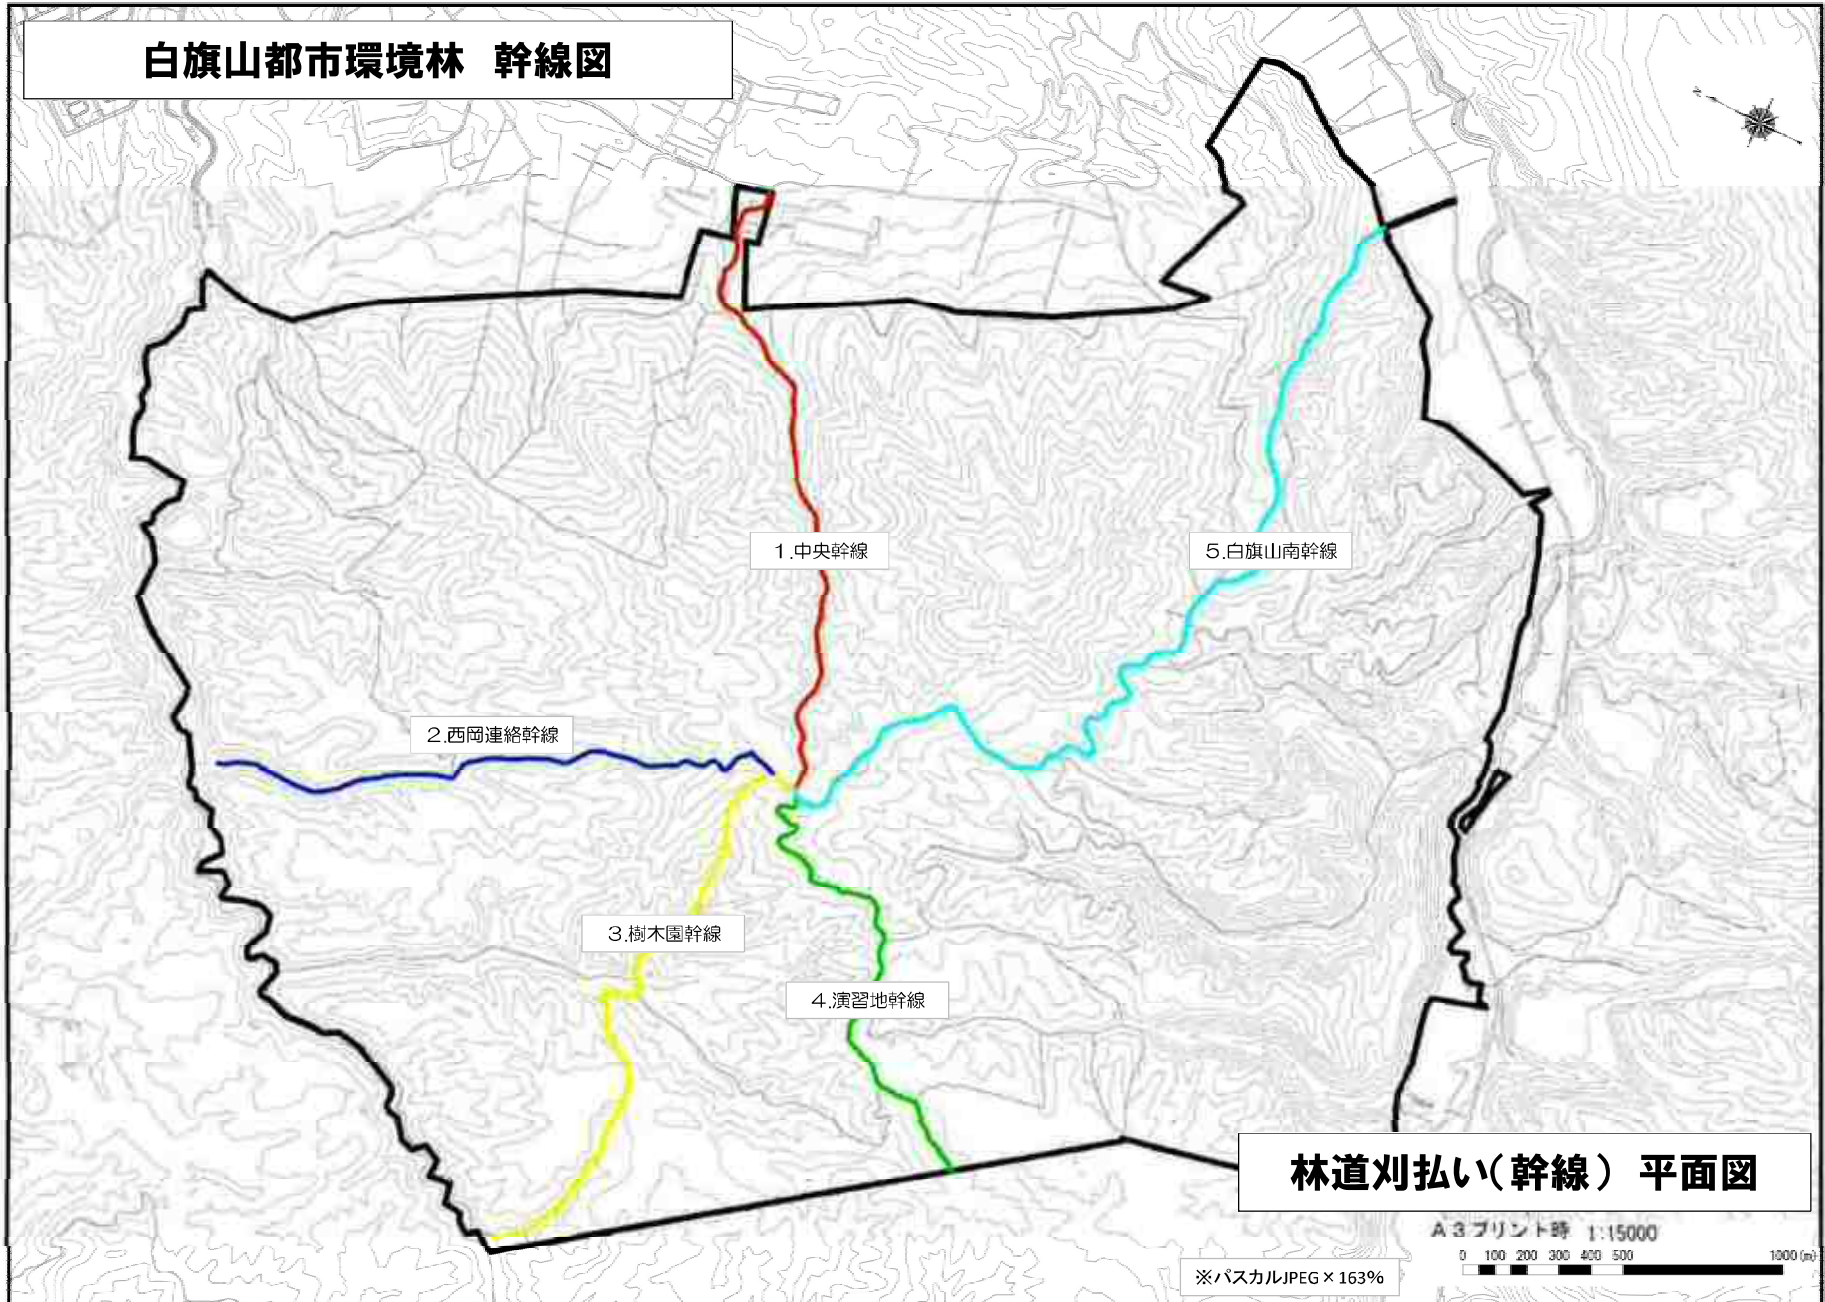 白旗山都市環境林 幹線図
1.中央幹線
5.白旗山南幹線
2.西岡連絡幹線
3.樹木園幹線
4.演習地幹線
林道刈払い(幹線) 平面図
A3プリント時 1:15000
0 100 200 300 400 500 1000(m)
※パスカルJPEG×163%